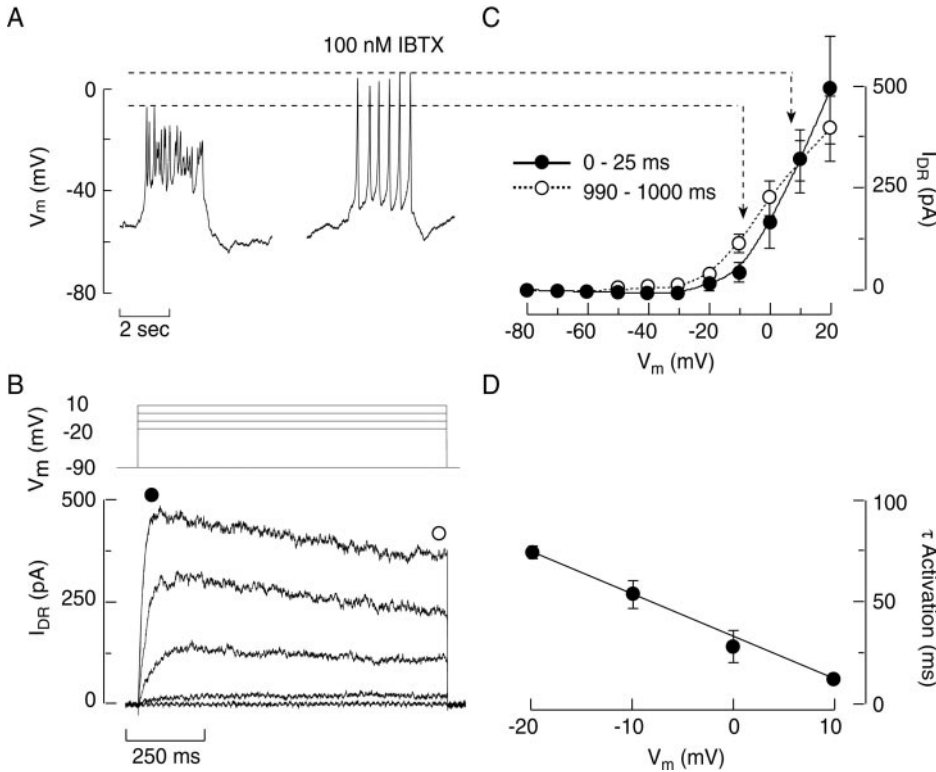 A
100 nM IBTX
0
-40
-80
Vm (mV)
2 sec
C
0 - 25 ms
990 - 1000 ms
500
250
0
IDR (pA)
-80 -60 -40 -20 0 20
Vm (mV)
B
10
-20
-90
Vm (mV)
500
250
0
IDR (pA)
250 ms
D
100
50
0
τ Activation (ms)
-20 -10 0 10
Vm (mV)